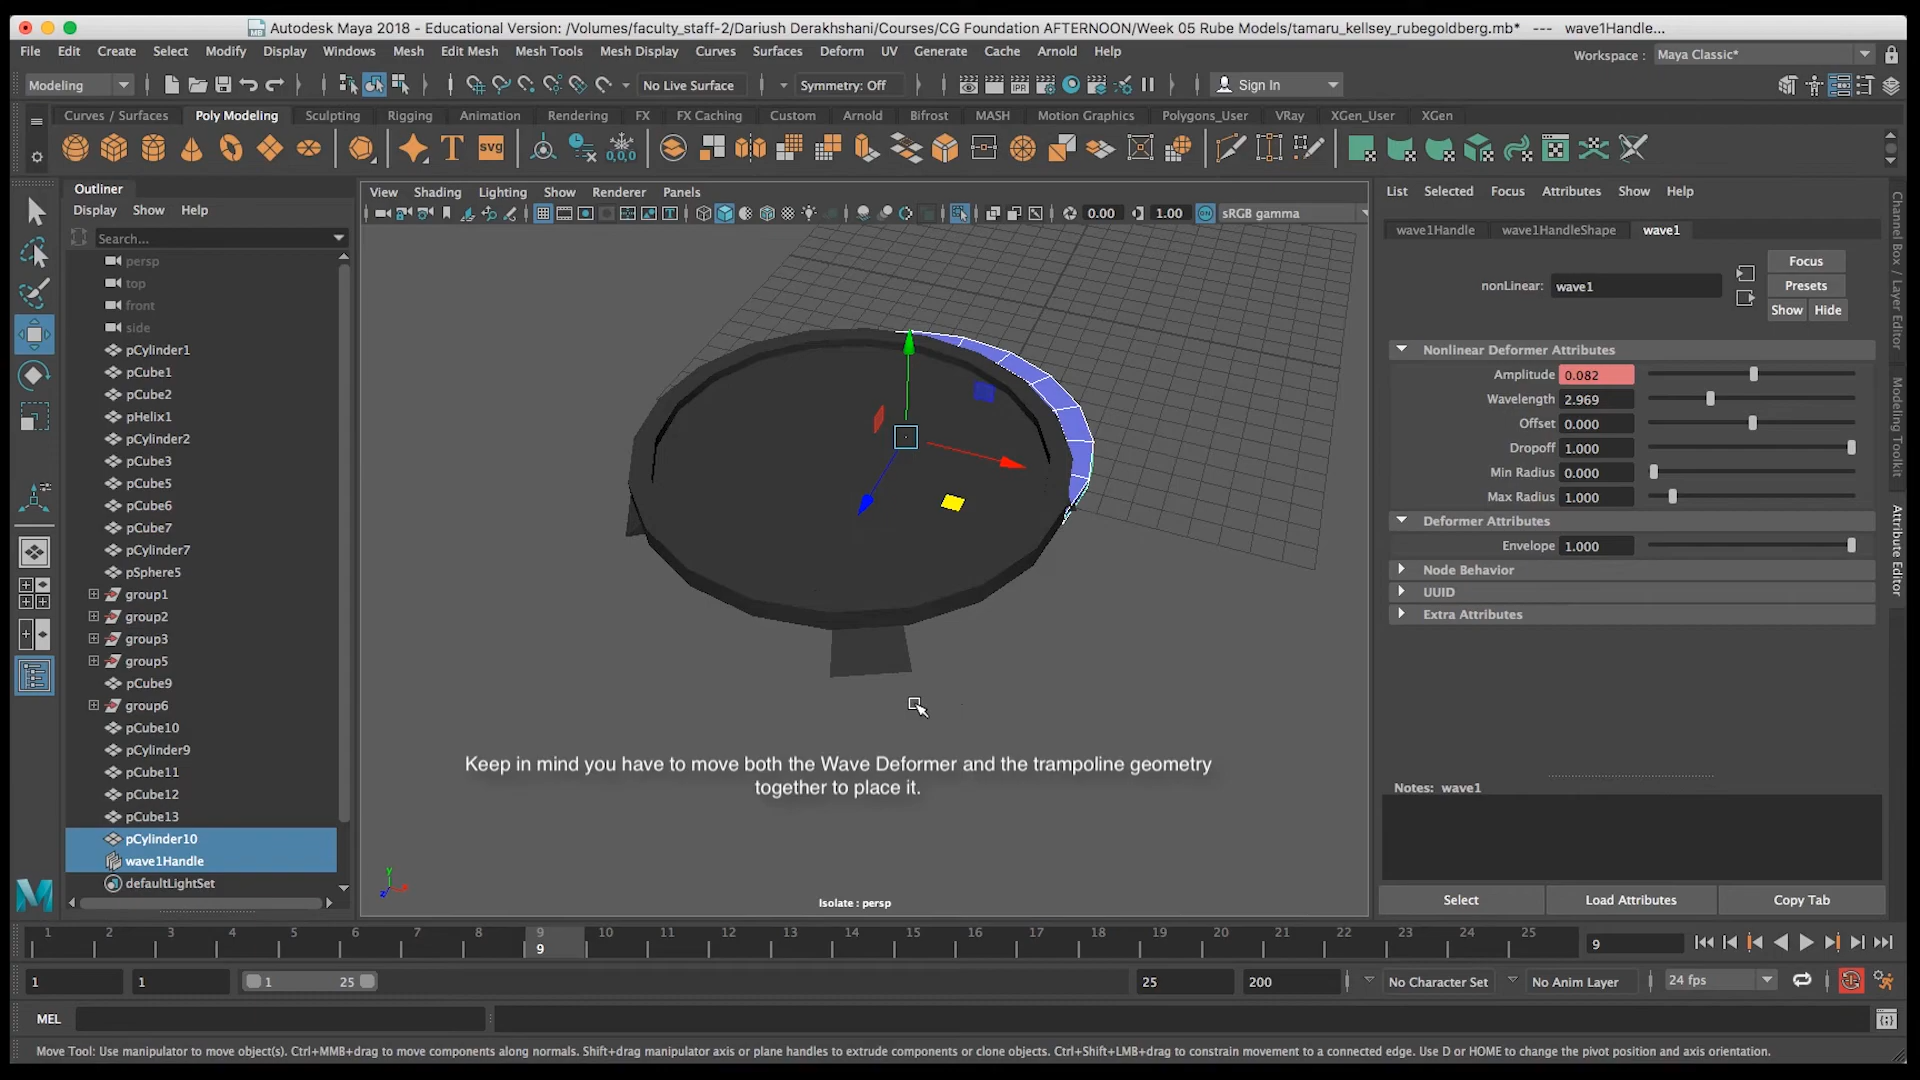 Autodesk Maya 2018 - Educational Version: /Volumes/faculty_staff-2/Dariush Derakhshani/Courses/CG Foundation AFTERNOON/Week 05 Rube Models/tamaru_kellsey_rubegoldberg.mb* --- wave1Handle...
File Edit Create Select Modify Display Windows Mesh Edit Mesh Mesh Tools Mesh Display Curves Surfaces Deform UV Generate Cache Arnold Help
Workspace : Maya Classic*
Modeling No Live Surface Symmetry: Off Sign In
Curves / Surfaces Poly Modeling Sculpting Rigging Animation Rendering FX FX Caching Custom Arnold Bifrost MASH Motion Graphics Polygons_User VRay XGen_User XGen
T SVG 0,0,0
Outliner
Display Show Help
Search...
persp
top
front
side
pCylinder1
pCube1
pCube2
pHelix1
pCylinder2
pCube3
pCube5
pCube6
pCube7
pCylinder7
pSphere5
group1
group2
group3
group5
pCube9
group6
pCube10
pCylinder9
pCube11
pCube12
pCube13
pCylinder10
wave1Handle
defaultLightSet
View Shading Lighting Show Renderer Panels
0.00 1.00 ON sRGB gamma
Keep in mind you have to move both the Wave Deformer and the trampoline geometry
together to place it.
y
z
Isolate : persp
List Selected Focus Attributes Show Help
wave1Handle wave1HandleShape wave1
nonLinear: wave1
Focus
Presets
Show Hide
Nonlinear Deformer Attributes
Amplitude 0.082
Wavelength 2.969
Offset 0.000
Dropoff 1.000
Min Radius 0.000
Max Radius 1.000
Deformer Attributes
Envelope 1.000
Node Behavior
UUID
Extra Attributes
Notes: wave1
Select Load Attributes Copy Tab
Channel Box / Layer Editor
Modeling Toolkit
Attribute Editor
1 2 3 4 5 6 7 8 9 10 11 12 13 14 15 16 17 18 19 20 21 22 23 24 25
9 9
1 1 1 25 25 200 No Character Set No Anim Layer 24 fps
MEL
Move Tool: Use manipulator to move object(s). Ctrl+MMB+drag to move components along normals. Shift+drag manipulator axis or plane handles to extrude components or clone objects. Ctrl+Shift+LMB+drag to constrain movement to a connected edge. Use D or HOME to change the pivot position and axis orientation.